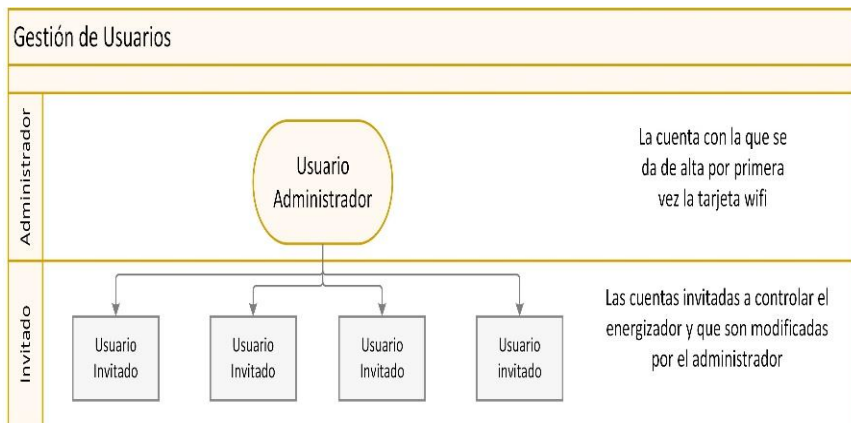 Gestión de Usuarios
Administrador
Usuario
Administrador
La cuenta con la que se
da de alta por primera
vez la tarjeta wifi
Invitado
Usuario
Invitado
Usuario
Invitado
Usuario
Invitado
Usuario
invitado
Las cuentas invitadas a controlar el
energizador y que son modificadas
por el administrador